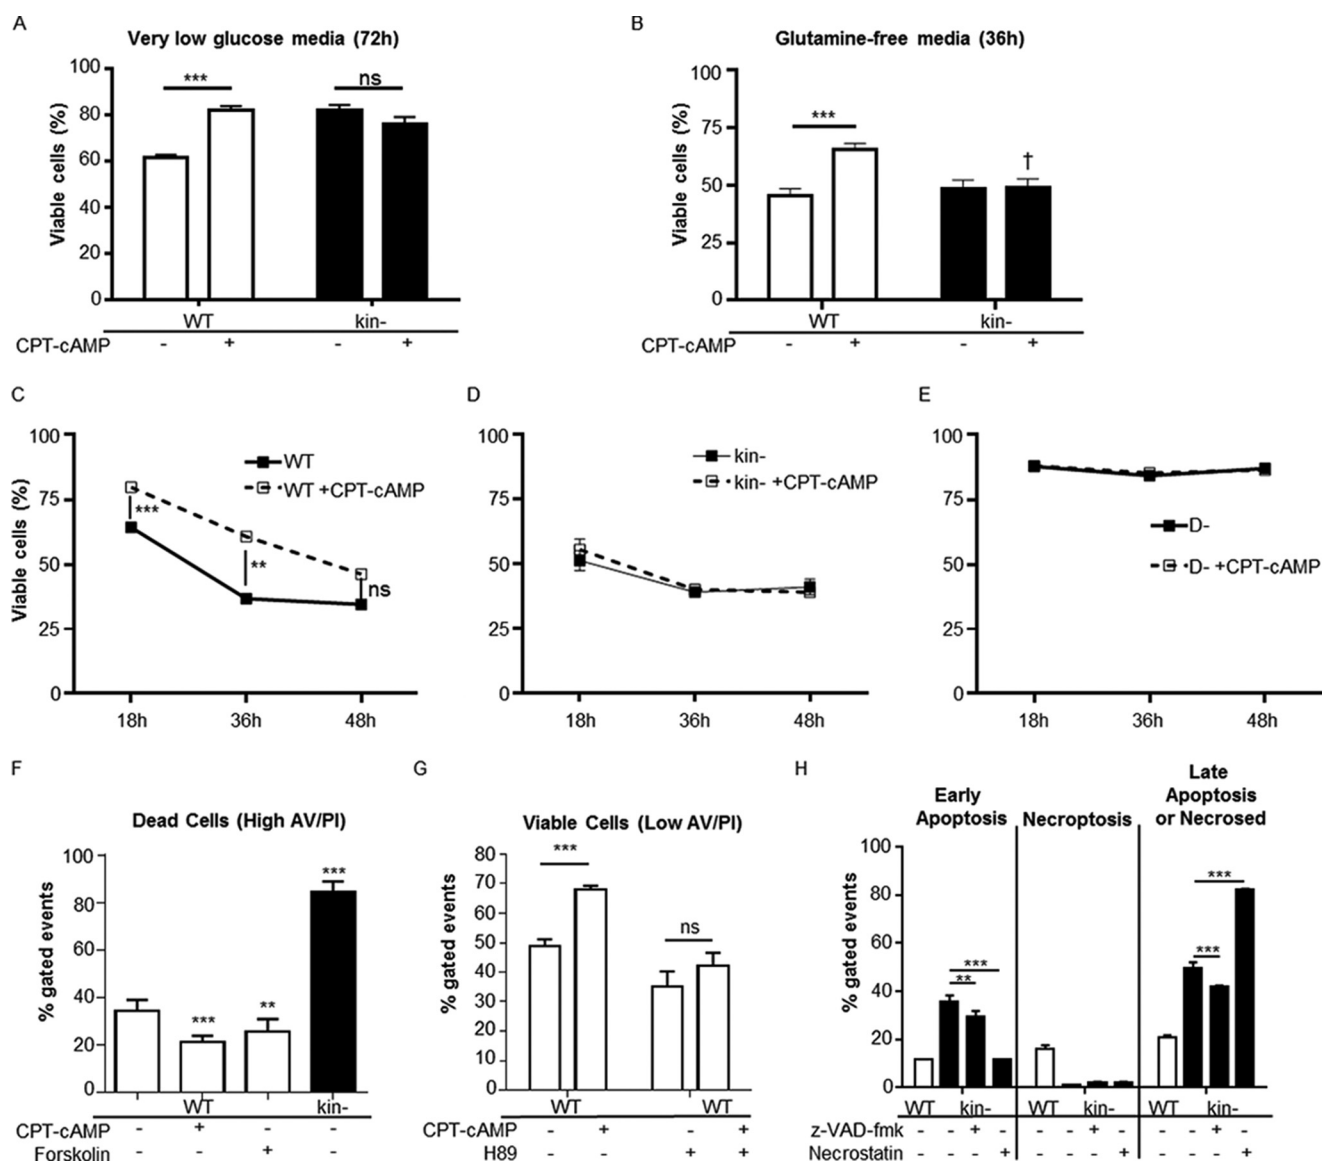 A
Very low glucose media (72h)
Viable cells (%)
100
80
60
40
20
0
***
ns
WT
kin-
CPT-cAMP
- + - +
B
Glutamine-free media (36h)
Viable cells (%)
100
75
50
25
0
***
†
WT
kin-
CPT-cAMP
- + - +
C
Viable cells (%)
100
75
50
25
0
WT
WT +CPT-cAMP
***
**
ns
18h 36h 48h
D
100
75
50
25
0
kin-
kin- +CPT-cAMP
18h 36h 48h
E
100
75
50
25
0
D-
D- +CPT-cAMP
18h 36h 48h
F
Dead Cells (High AV/PI)
% gated events
100
80
60
40
20
0
***
**
***
- WT - kin-
CPT-cAMP - + - -
Forskolin - - + -
G
Viable Cells (Low AV/PI)
% gated events
80
70
60
50
40
30
20
10
0
***
ns
WT WT
CPT-cAMP - + - +
H89 - - + +
H
Early
Apoptosis
Necroptosis
Late
Apoptosis
or Necrosed
% gated events
100
80
60
40
20
0
***
**
***
***
WT kin- WT kin- WT kin-
z-VAD-fmk - - + - - - + - - - + -
Necrostatin - - - + - - - + - - - +